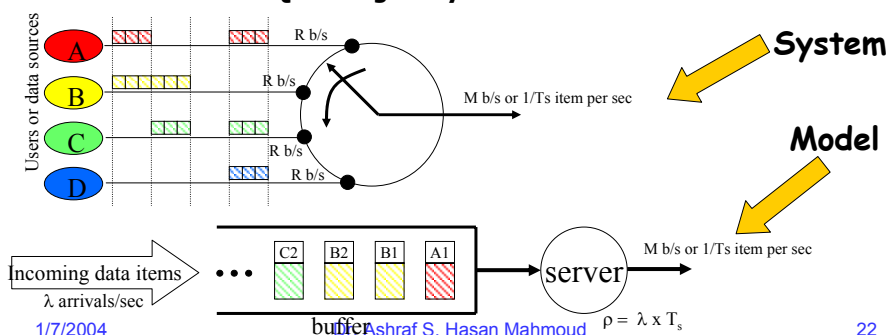 Users or data sources
A
B
C
D
R b/s
R b/s
R b/s
R b/s
M b/s or 1/Ts item per sec
System
Model
Incoming data items
λ arrivals/sec
C2
B2
B1
A1
buffer
server
M b/s or 1/Ts item per sec
ρ = λ x Ts
1/7/2004
Dr. Ashraf S. Hasan Mahmoud
22